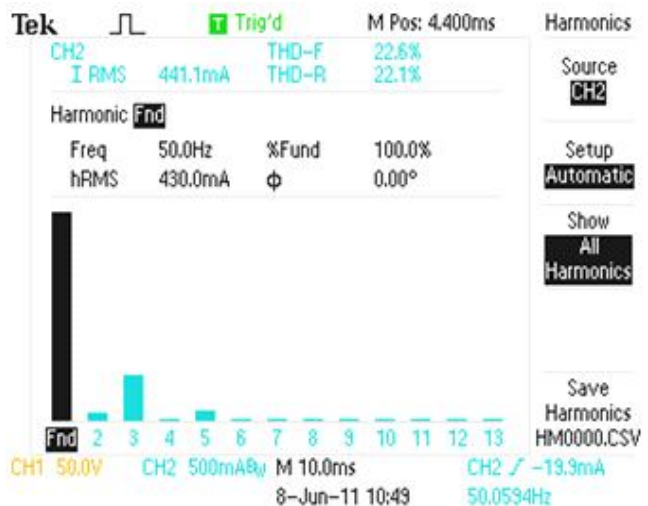 Tek T Trig'd M Pos: 4.400ms Harmonics
CH2 THD-F 22.6%
I RMS 441.1mA THD-R 22.1%
Source
CH2
Harmonic Fnd
Freq 50.0Hz %Fund 100.0%
hRMS 430.0mA ϕ 0.00°
Setup
Automatic
Show
All
Harmonics
Save
Harmonics
HM0000.CSV
Fnd 2 3 4 5 6 7 8 9 10 11 12 13
CH1 50.0V CH2 500mABW M 10.0ms CH2 -19.9mA
8-Jun-11 10:49 50.0594Hz